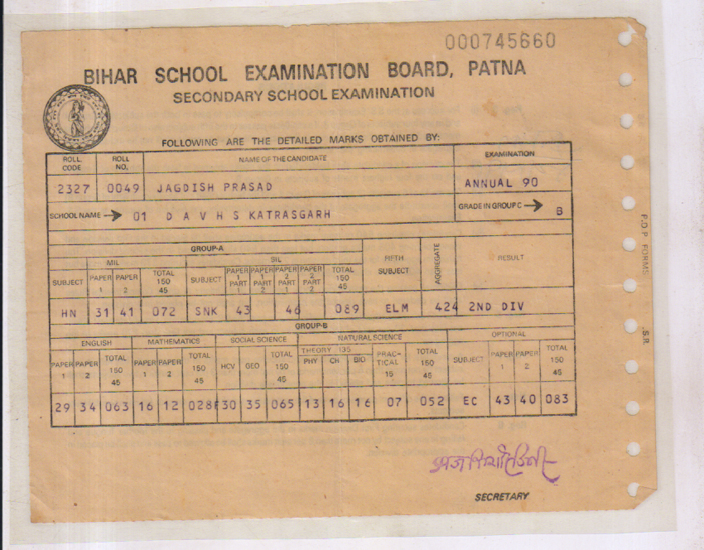 000745660
BIHAR SCHOOL EXAMINATION BOARD, PATNA
SECONDARY SCHOOL EXAMINATION
FOLLOWING ARE THE DETAILED MARKS OBTAINED BY:
ROLL CODE ROLL NO. NAME OF THE CANDIDATE EXAMINATION
2327 0049 JAGDISH PRASAD ANNUAL 90
SCHOOL NAME → 01 D A V H S KATRASGARH GRADE IN GROUP C → B
GROUP-A
MIL SIL FIFTH SUBJECT AGGREGATE RESULT
SUBJECT PAPER 1 PAPER 2 TOTAL 150 45 SUBJECT PAPER 1 PART 1 PAPER 1 PART 2 PAPER 2 PART 1 PAPER 2 PART 2 TOTAL 150 45
HN 31 41 072 SNK 43 46 089 ELM 424 2ND DIV
GROUP-B
ENGLISH MATHEMATICS SOCIAL SCIENCE NATURAL SCIENCE OPTIONAL
PAPER 1 PAPER 2 TOTAL 150 45 PAPER 1 PAPER 2 TOTAL 150 45 HCV GEO TOTAL 150 45 THEORY 135 PHY CH BIO PRAC-TICAL 15 TOTAL 150 45 SUBJECT PAPER 1 PAPER 2 TOTAL 150 45
29 34 063 16 12 028F 30 35 065 13 16 16 07 052 EC 43 40 083
SECRETARY
P.D.P. FORMS
S.R.